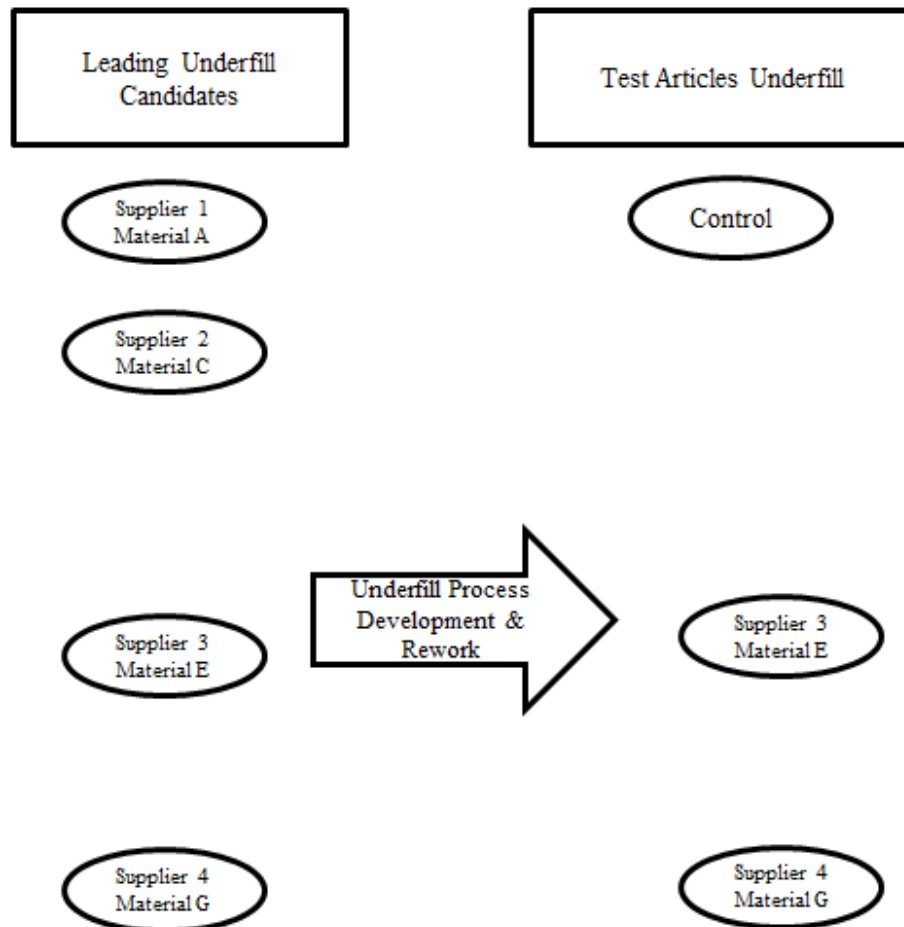 Leading Underfill
Candidates
Test Articles Underfill
Supplier 1
Material A
Control
Supplier 2
Material C
Underfill Process
Development &
Rework
Supplier 3
Material E
Supplier 3
Material E
Supplier 4
Material G
Supplier 4
Material G